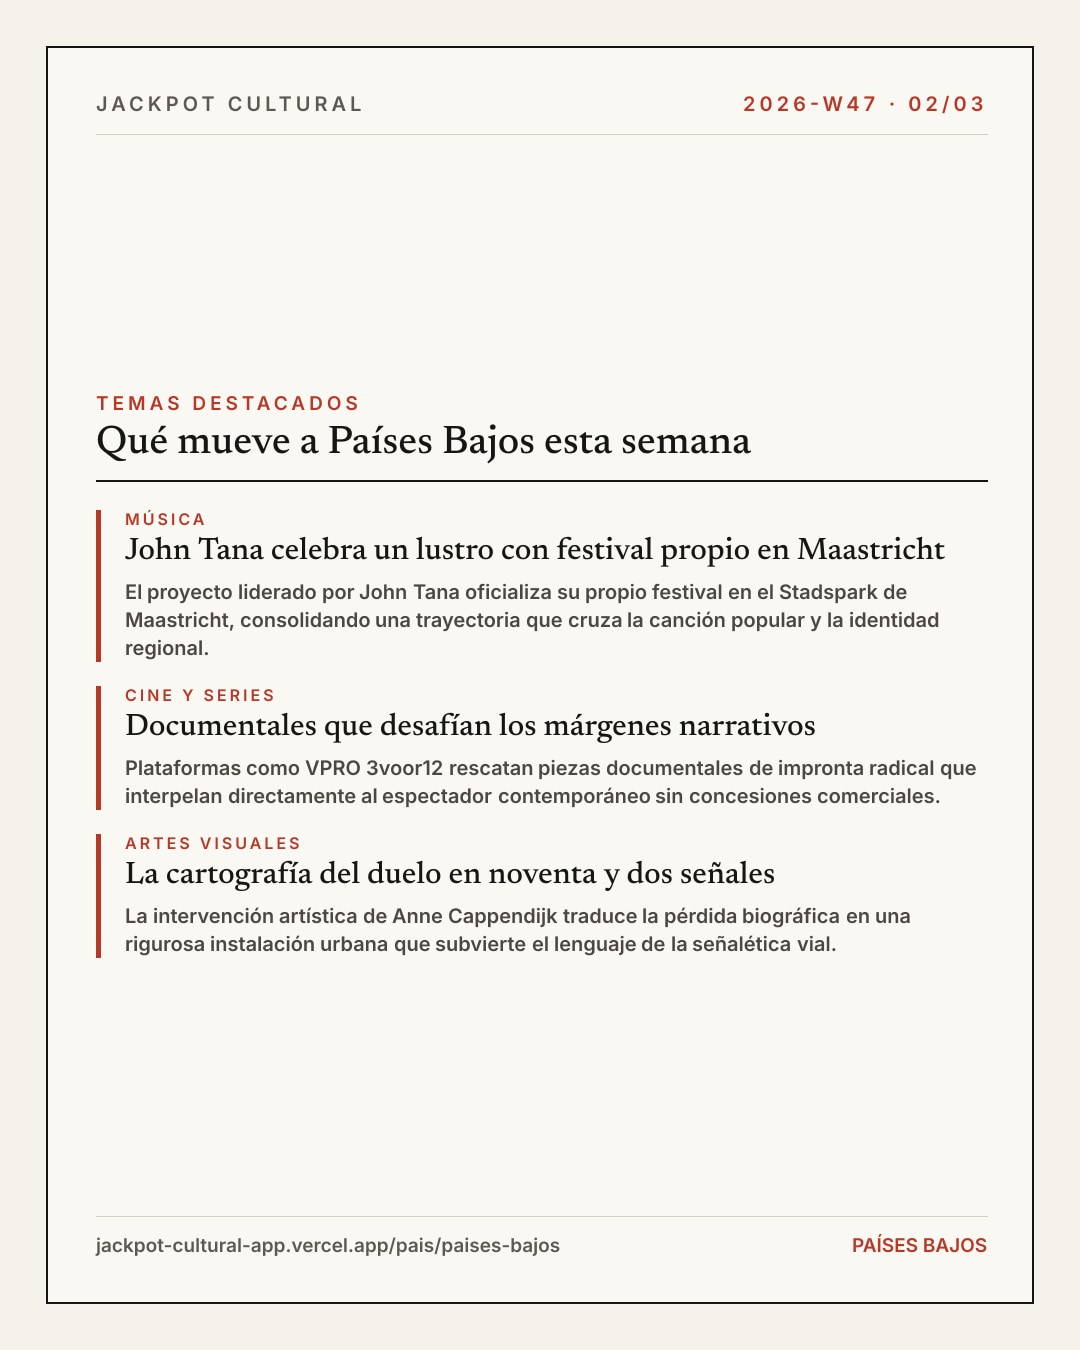 JACKPOT CULTURAL
2026-W47 · 02/03
TEMAS DESTACADOS
Qué mueve a Países Bajos esta semana
MÚSICA
John Tana celebra un lustro con festival propio en Maastricht
El proyecto liderado por John Tana oficializa su propio festival en el Stadspark de
Maastricht, consolidando una trayectoria que cruza la canción popular y la identidad
regional.
CINE Y SERIES
Documentales que desafían los márgenes narrativos
Plataformas como VPRO 3voor12 rescatan piezas documentales de impronta radical que
interpelan directamente al espectador contemporáneo sin concesiones comerciales.
ARTES VISUALES
La cartografía del duelo en noventa y dos señales
La intervención artística de Anne Cappendijk traduce la pérdida biográfica en una
rigurosa instalación urbana que subvierte el lenguaje de la señalética vial.
jackpot-cultural-app.vercel.app/pais/paises-bajos
PAÍSES BAJOS